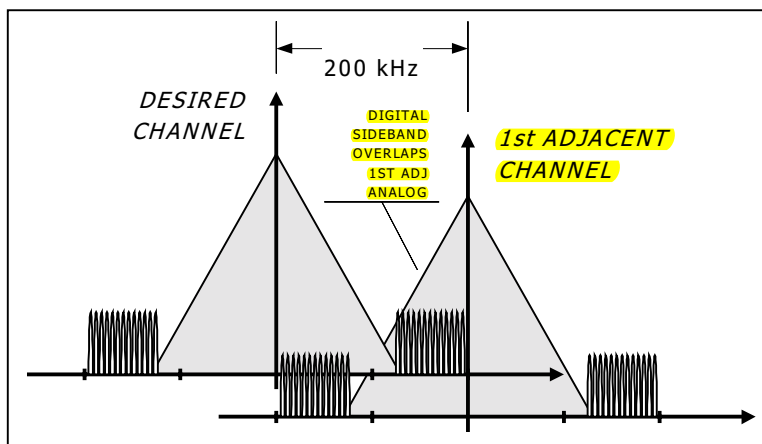 200 kHz
DESIRED
CHANNEL
DIGITAL
SIDEBAND
OVERLAPS
1ST ADJ
ANALOG
1st ADJACENT
CHANNEL